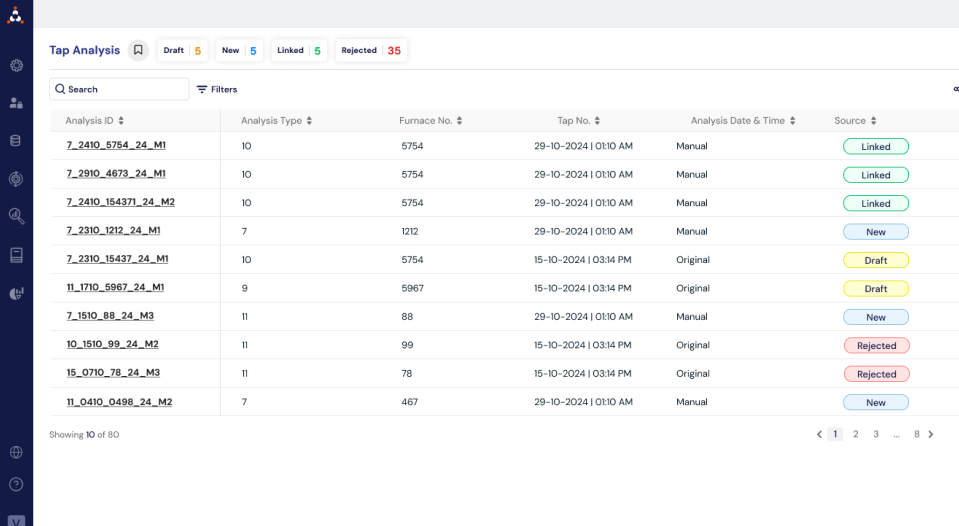 Tap Analysis Draft 5 New 5 Linked 5 Rejected 35
Search Filters
Analysis ID Analysis Type Furnace No. Tap No. Analysis Date & Time Source
7_2410_5754_24_M1 10 5754 29-10-2024 | 01:10 AM Manual Linked
7_2910_4673_24_M1 10 5754 29-10-2024 | 01:10 AM Manual Linked
7_2410_154371_24_M2 10 5754 29-10-2024 | 01:10 AM Manual Linked
7_2310_1212_24_M1 7 1212 29-10-2024 | 01:10 AM Manual New
7_2310_15437_24_M1 10 5754 15-10-2024 | 03:14 PM Original Draft
11_1710_5967_24_M1 9 5967 15-10-2024 | 03:14 PM Original Draft
7_1510_88_24_M3 11 88 29-10-2024 | 01:10 AM Manual New
10_1510_99_24_M2 11 99 15-10-2024 | 03:14 PM Original Rejected
15_0710_78_24_M3 11 78 15-10-2024 | 03:14 PM Original Rejected
11_0410_0498_24_M2 7 467 29-10-2024 | 01:10 AM Manual New
Showing 10 of 80 1 2 3 ... 8
V